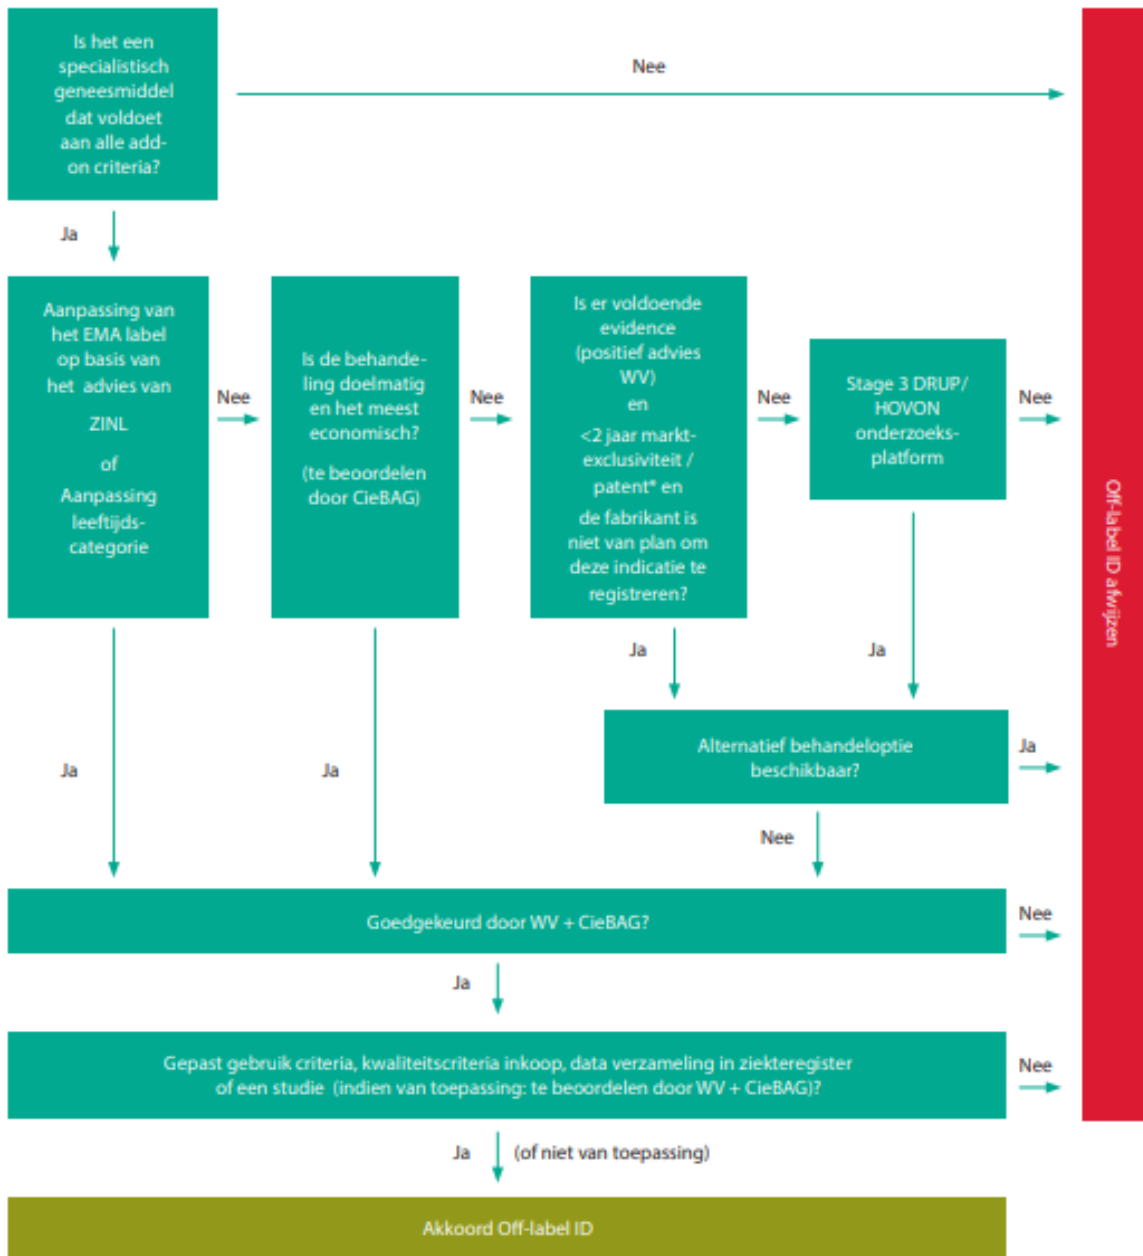 Is het een
specialistisch
geneesmiddel
dat voldoet
aan alle add-
on criteria?
Nee
Ja
Aanpassing van
het EMA label
op basis van
het advies van
ZINL
of
Aanpassing
leeftijds-
categorie
Nee
Is de behande-
ling doelmatig
en het meest
economisch?
(te beoordelen
door CieBAG)
Nee
Is er voldoende
evidence
(positief advies
WV)
en
<2 jaar markt-
exclusiviteit /
patent* en
de fabrikant is
niet van plan om
deze indicatie te
registreren?
Nee
Stage 3 DRUP/
HOVON
onderzoeks-
platform
Nee
Off-label ID afwijzen
Ja
Ja
Alternatief behandeloptie
beschikbaar?
Ja
Ja
Ja
Nee
Goedgekeurd door WV + CieBAG?
Nee
Ja
Gepast gebruik criteria, kwaliteitscriteria inkoop, data verzameling in ziekteregister
of een studie (indien van toepassing: te beoordelen door WV + CieBAG)?
Nee
Ja (of niet van toepassing)
Akkoord Off-label ID